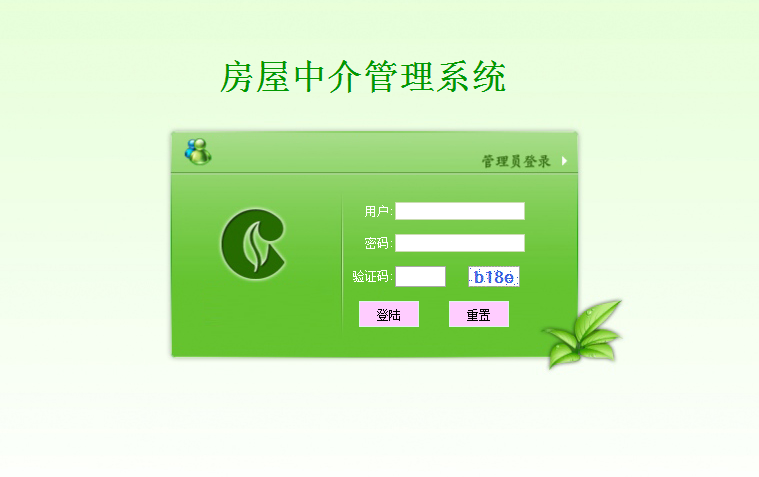 房屋中介管理系统
管理员登录
用户:
密码:
验证码: b18e
登陆 重置